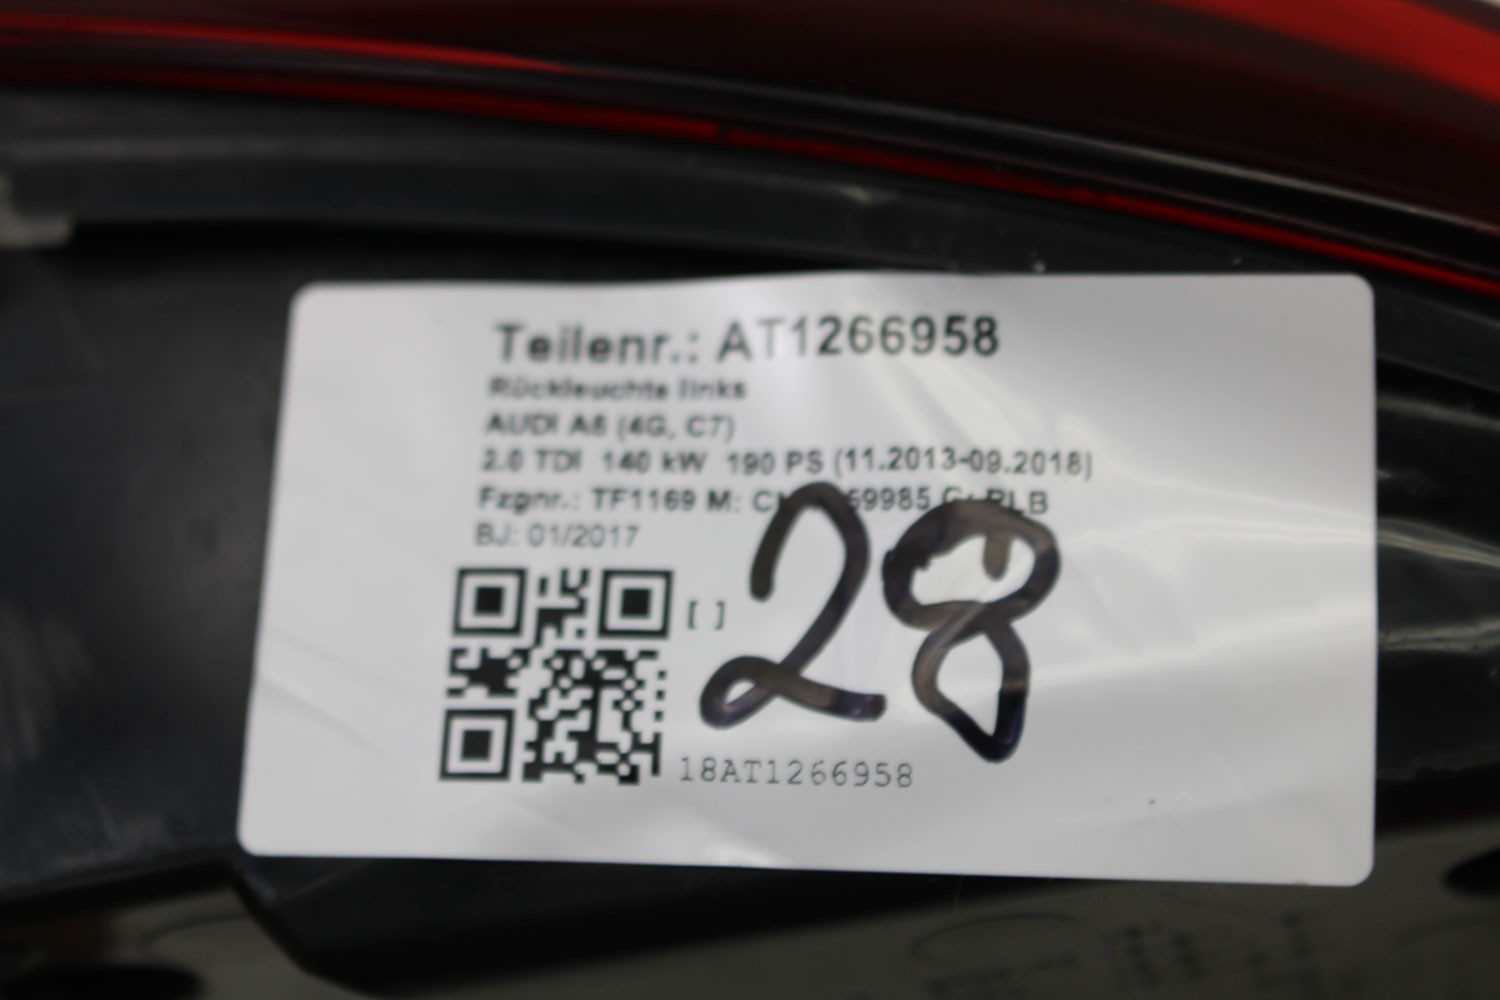 Teilenr.: AT1266958
Rückleuchte links
AUDI A6 (4G, C7)
2.0 TDI 140 kW 190 PS (11.2013-09.2018)
Fzgnr.: TF1169 M:
BJ: 01/2017
[ ]
28
18AT1266958